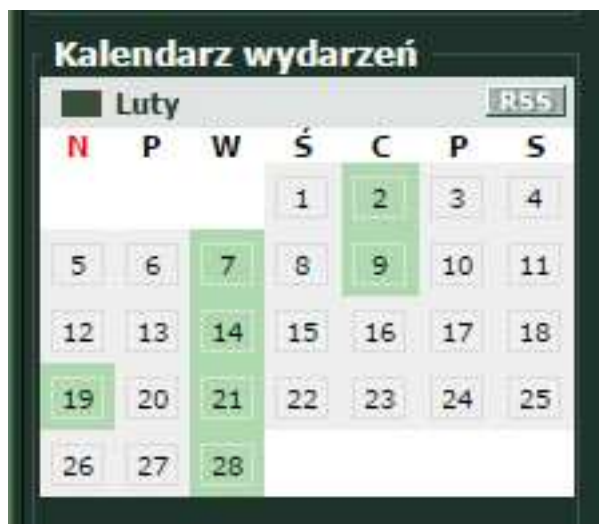 Kalendarz wydarzeń
Luty RSS
N P W Ś C P S
1 2 3 4
5 6 7 8 9 10 11
12 13 14 15 16 17 18
19 20 21 22 23 24 25
26 27 28